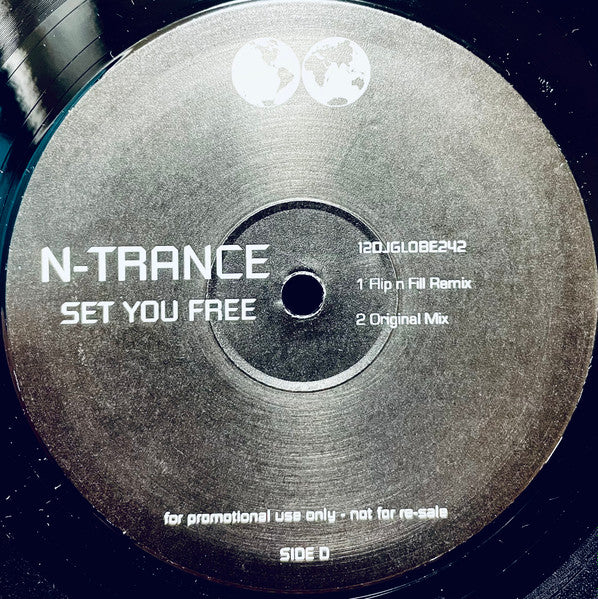 N-TRANCE
SET YOU FREE
12DJGLOBE242
1 Flip n Fill Remix
2 Original Mix
for promotional use only - not for re-sale
SIDE D